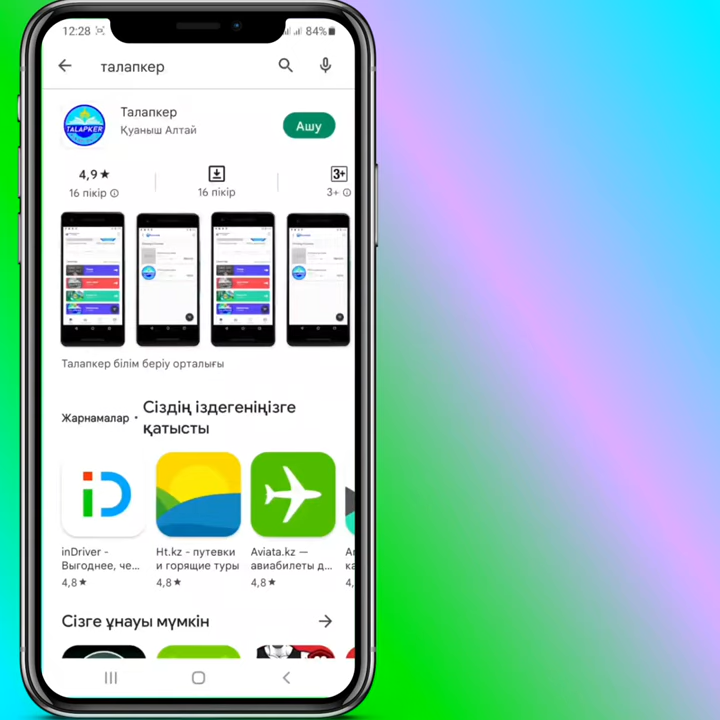 12:28
84%
талапкер
TALAPKER
Талапкер
Қуаныш Алтай
Ашу
4,9★
16 пікір
16 пікір
3+
3+
Талапкер білім беру орталығы
Жарнамалар · Сіздің іздегеніңізге
қатысты
iD
inDriver -
Выгоднее, че...
4,8★
Ht.kz - путевки
и горящие туры
4,8★
Aviata.kz —
авиабилеты д...
4,8★
4,
Сізге ұнауы мүмкін